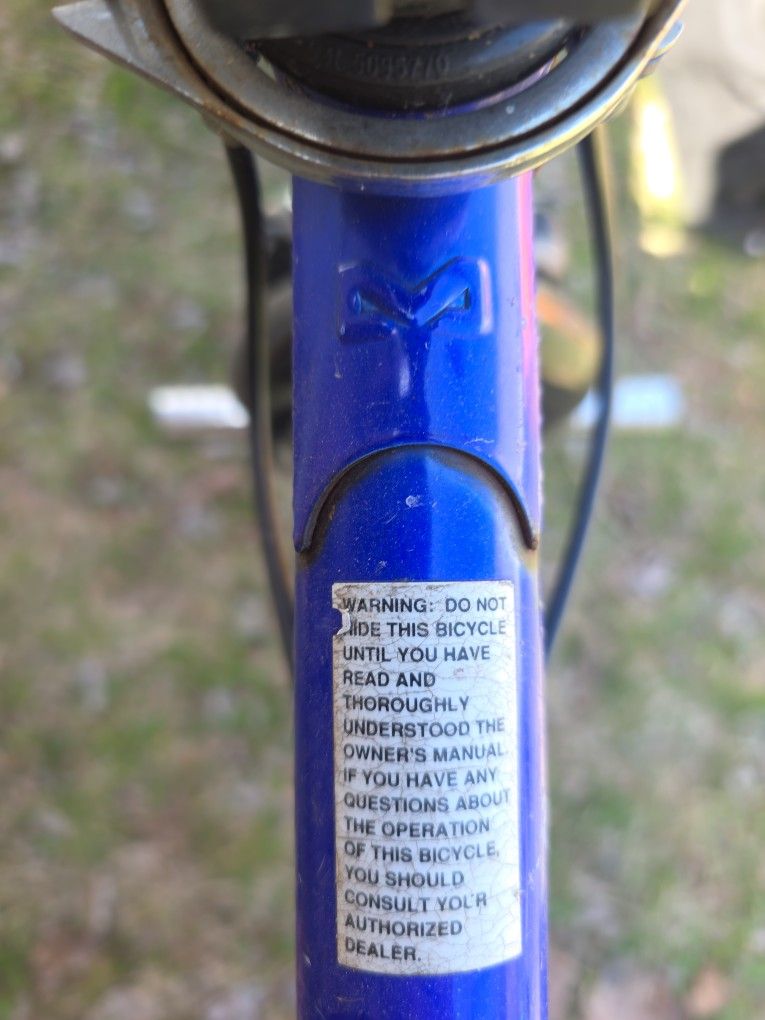 WARNING: DO NOT
RIDE THIS BICYCLE
UNTIL YOU HAVE
READ AND
THOROUGHLY
UNDERSTOOD THE
OWNER'S MANUAL.
IF YOU HAVE ANY
QUESTIONS ABOUT
THE OPERATION
OF THIS BICYCLE,
YOU SHOULD
CONSULT YOUR
AUTHORIZED
DEALER.